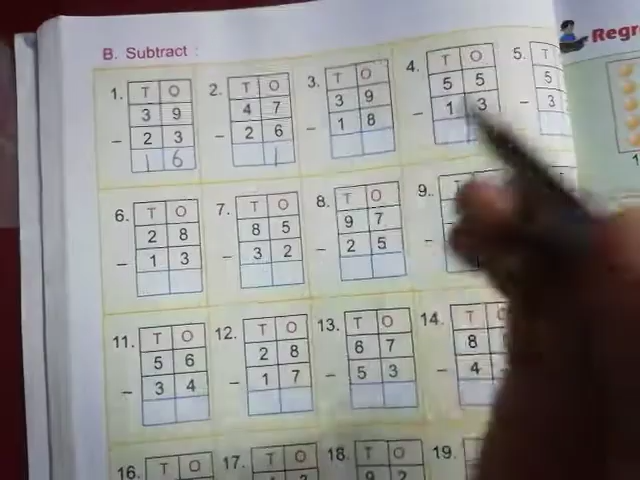 B. Subtract :
Regr
1. T O 2. T O 3. T O 4. T O 5. T
3 9 4 7 3 9 5 5 5
- 2 3 - 2 6 - 1 8 - 1 3 - 3
1 6 1
6. T O 7. T O 8. T O 9.
2 8 8 5 9 7
- 1 3 - 3 2 - 2 5 -
11. T O 12. T O 13. T O 14. T
5 6 2 8 6 7 8
- 3 4 - 1 7 - 5 3 - 4
16. T O 17. T O 18. T O 19.
9 2